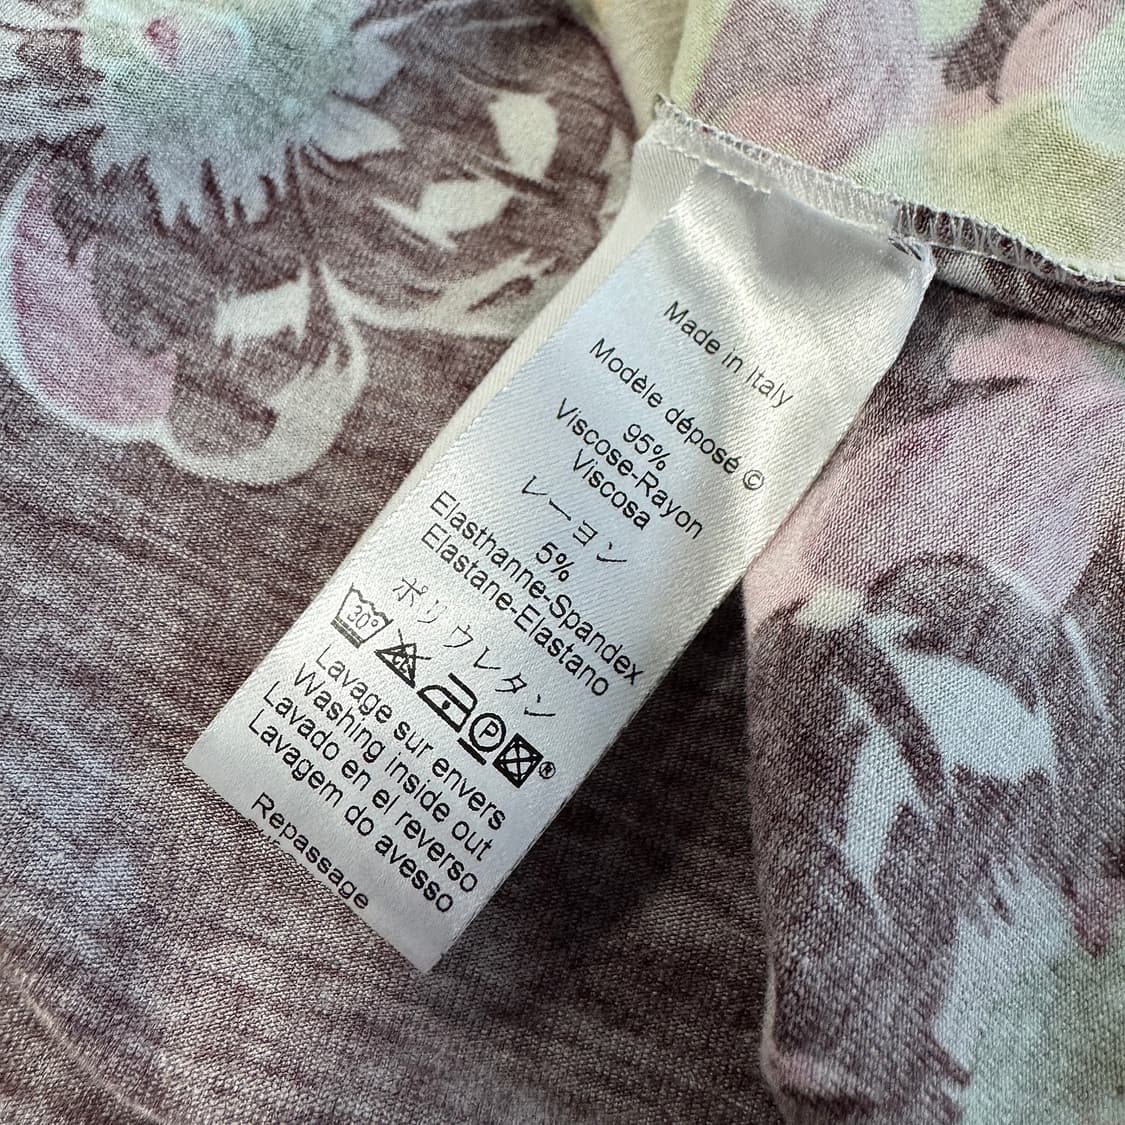 Made in Italy
Modèle déposé ©
95%
Viscose-Rayon
Viscosa
レーヨン
5%
Elasthanne-Spandex
Elastane-Elastano
ポリウレタン
30° P ®
Lavage sur envers
Washing inside out
Lavado en el reverso
Lavagem do avesso
Repassage